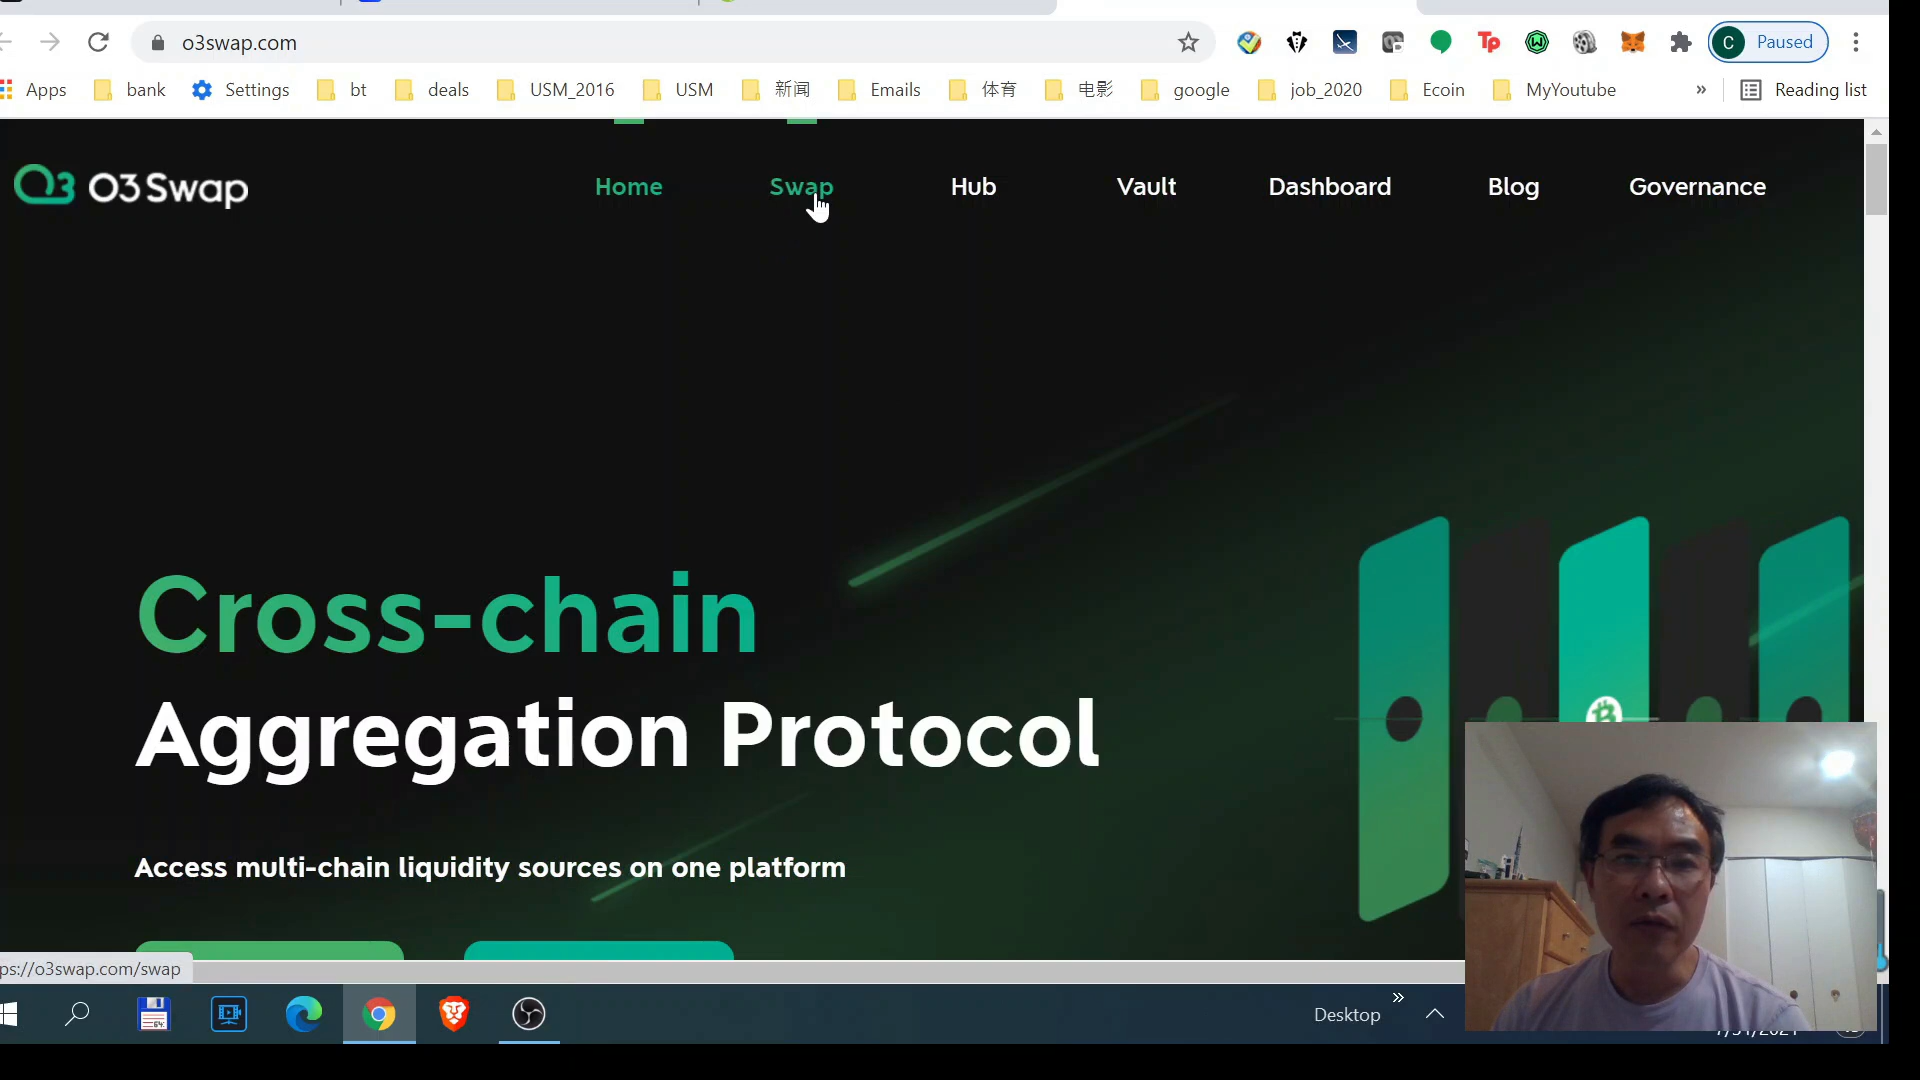 o3swap.com
C Paused
Apps bank Settings bt deals USM_2016 USM 新闻 Emails 体育 电影 google job_2020 Ecoin MyYoutube » Reading list
O3 Swap Home Swap Hub Vault Dashboard Blog Governance
Cross-chain
Aggregation Protocol
Access multi-chain liquidity sources on one platform
ps://o3swap.com/swap
Desktop »